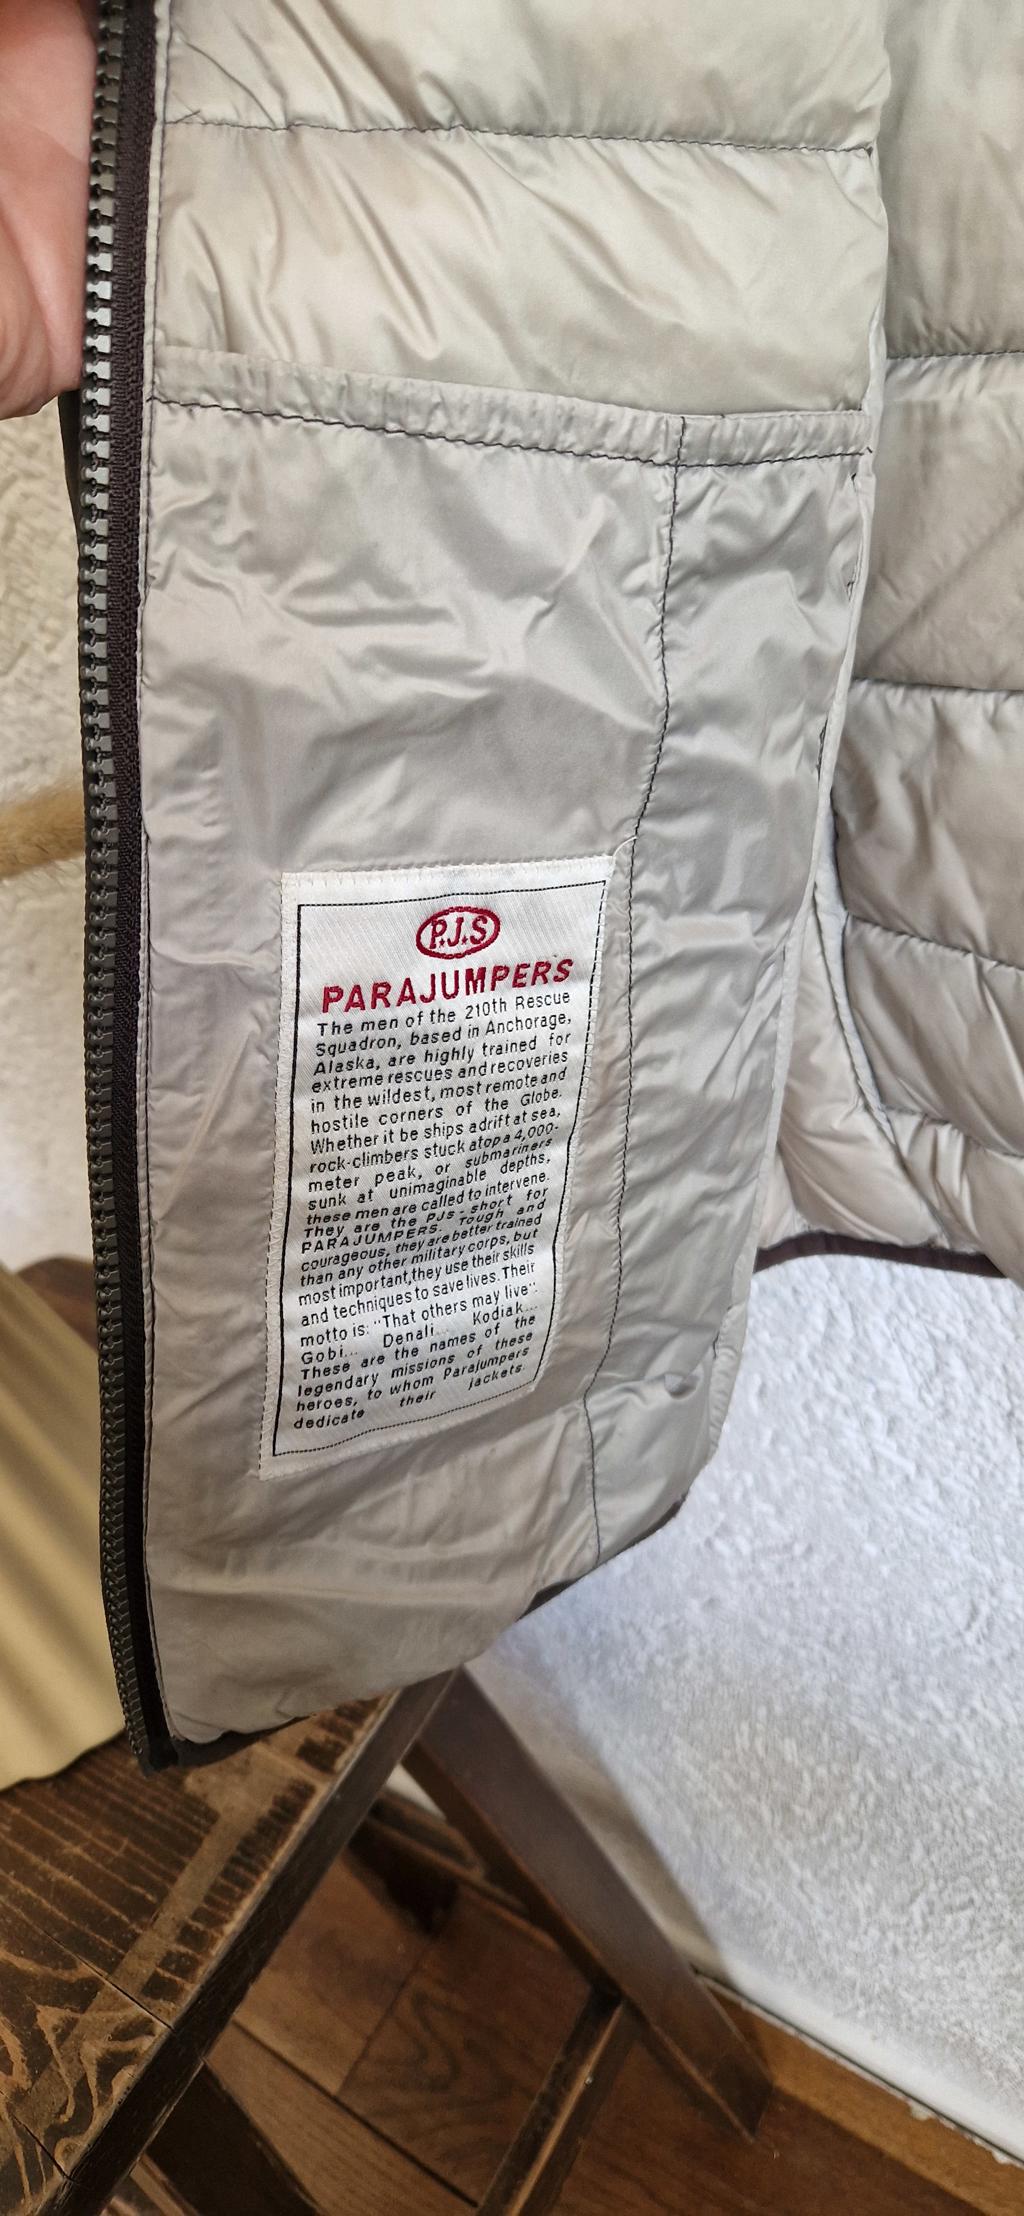 P.J.S
PARAJUMPERS
The men of the 210th Rescue
Squadron, based in Anchorage,
Alaska, are highly trained for
extreme rescues and recoveries
in the wildest, most remote and
hostile corners of the Globe.
Whether it be ships adrift at sea,
rock-climbers stuck atop a 4,000-
meter peak, or submariners
sunk at unimaginable depths,
these men are called to intervene.
They are the PJs - short for
PARAJUMPERS. Tough and
courageous, they are better trained
than any other military corps, but
most important, they use their skills
and techniques to save lives. Their
motto is: "That others may live".
Gobi... Denali... Kodiak...
These are the names of the
legendary missions of these
heroes, to whom Parajumpers
dedicate their jackets.